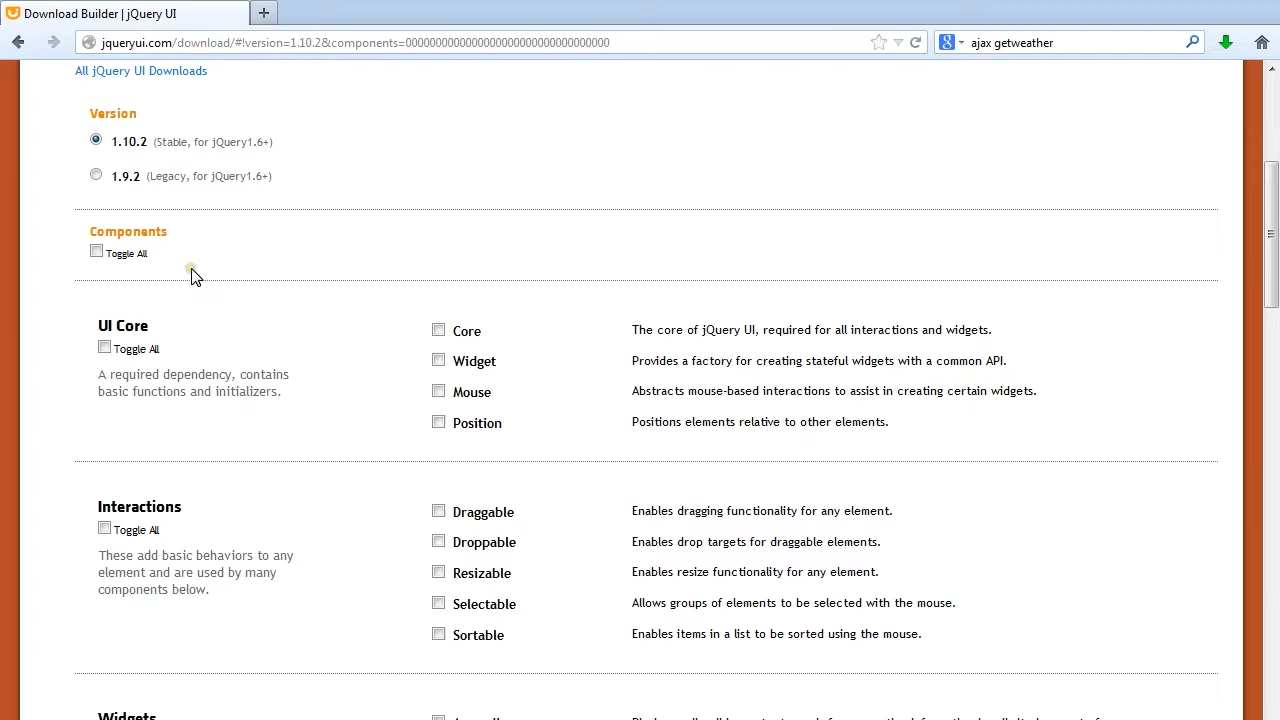 Download Builder | jQuery UI
jqueryui.com/download/#!version=1.10.2&components=0000000000000000000000000000000000
ajax getweather
All jQuery UI Downloads
Version
1.10.2 (Stable, for jQuery1.6+)
1.9.2 (Legacy, for jQuery1.6+)
Components
Toggle All
UI Core
Toggle All
A required dependency, contains
basic functions and initializers.
Core The core of jQuery UI, required for all interactions and widgets.
Widget Provides a factory for creating stateful widgets with a common API.
Mouse Abstracts mouse-based interactions to assist in creating certain widgets.
Position Positions elements relative to other elements.
Interactions
Toggle All
These add basic behaviors to any
element and are used by many
components below.
Draggable Enables dragging functionality for any element.
Droppable Enables drop targets for draggable elements.
Resizable Enables resize functionality for any element.
Selectable Allows groups of elements to be selected with the mouse.
Sortable Enables items in a list to be sorted using the mouse.
Widgets